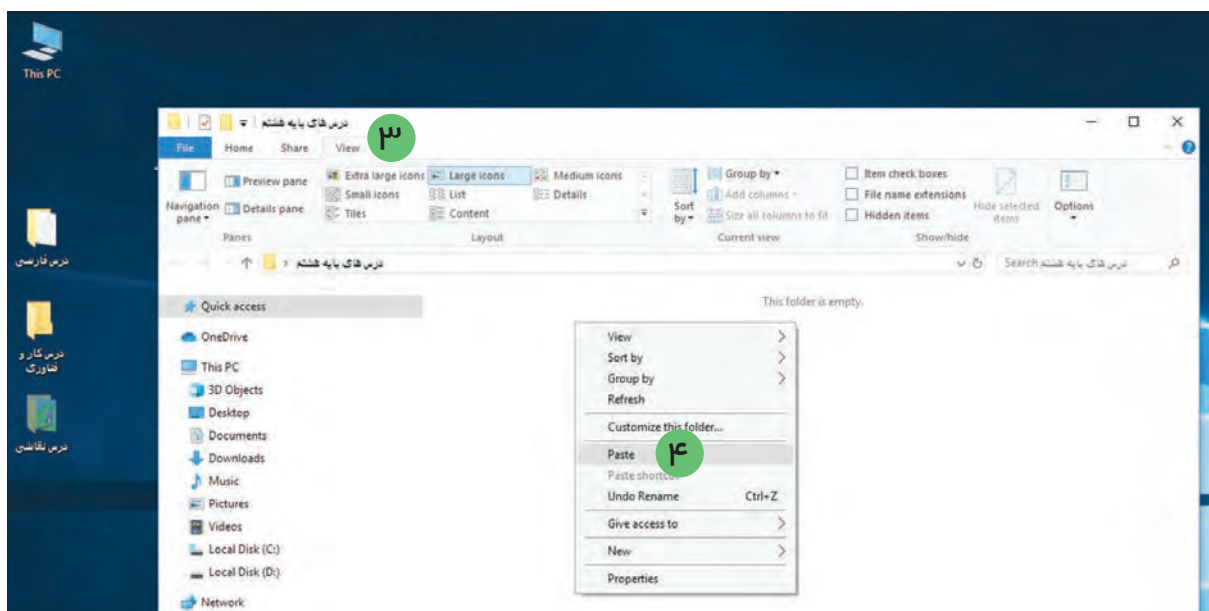 This PC
درس فارسی
درس کار و
فناوری
درس نقاشی
درس های پایه هشتم
۳
File Home Share View
Navigation pane
Preview pane
Details pane
Panes
Extra large icons Large icons Medium icons
Small icons List Details
Tiles Content
Layout
Sort by
Group by
Add columns
Size all columns to fit
Current view
Item check boxes
File name extensions
Hidden items
Hide selected items
Show/hide
Options
درس های پایه هشتم
Search درس های پایه هشتم
Quick access
OneDrive
This PC
3D Objects
Desktop
Documents
Downloads
Music
Pictures
Videos
Local Disk (C:)
Local Disk (D:)
Network
This folder is empty.
View
Sort by
Group by
Refresh
Customize this folder...
Paste
۴
Paste shortcut
Undo Rename Ctrl+Z
Give access to
New
Properties